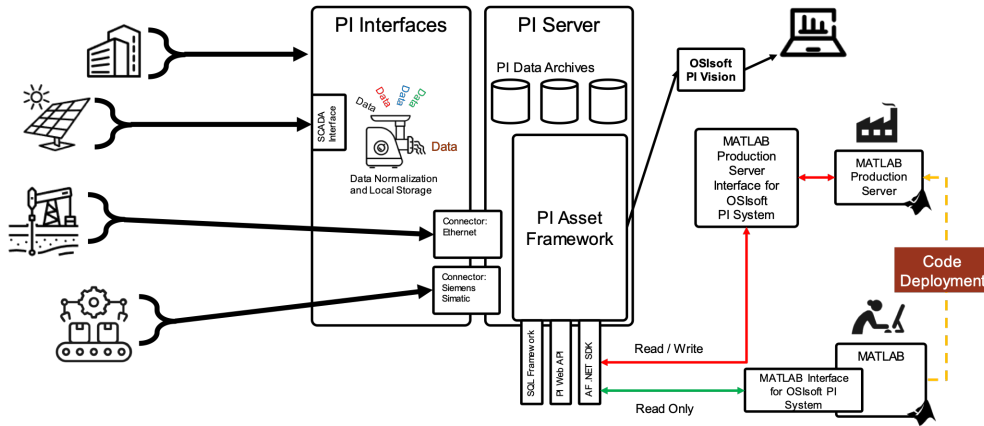 PI Interfaces
PI Server
PI Data Archives
OSIsoft
PI Vision
SCADA
Interface
Data
Data
Data
Data
Data
Data Normalization
and Local Storage
MATLAB
Production
Server
Interface for
OSIsoft
PI System
MATLAB
Production
Server
PI Asset
Framework
Connector:
Ethernet
Connector:
Siemens
Simatic
Code
Deployment
SQL Framework
PI Web API
AF .NET SDK
Read / Write
Read Only
MATLAB
MATLAB Interface
for OSIsoft PI
System